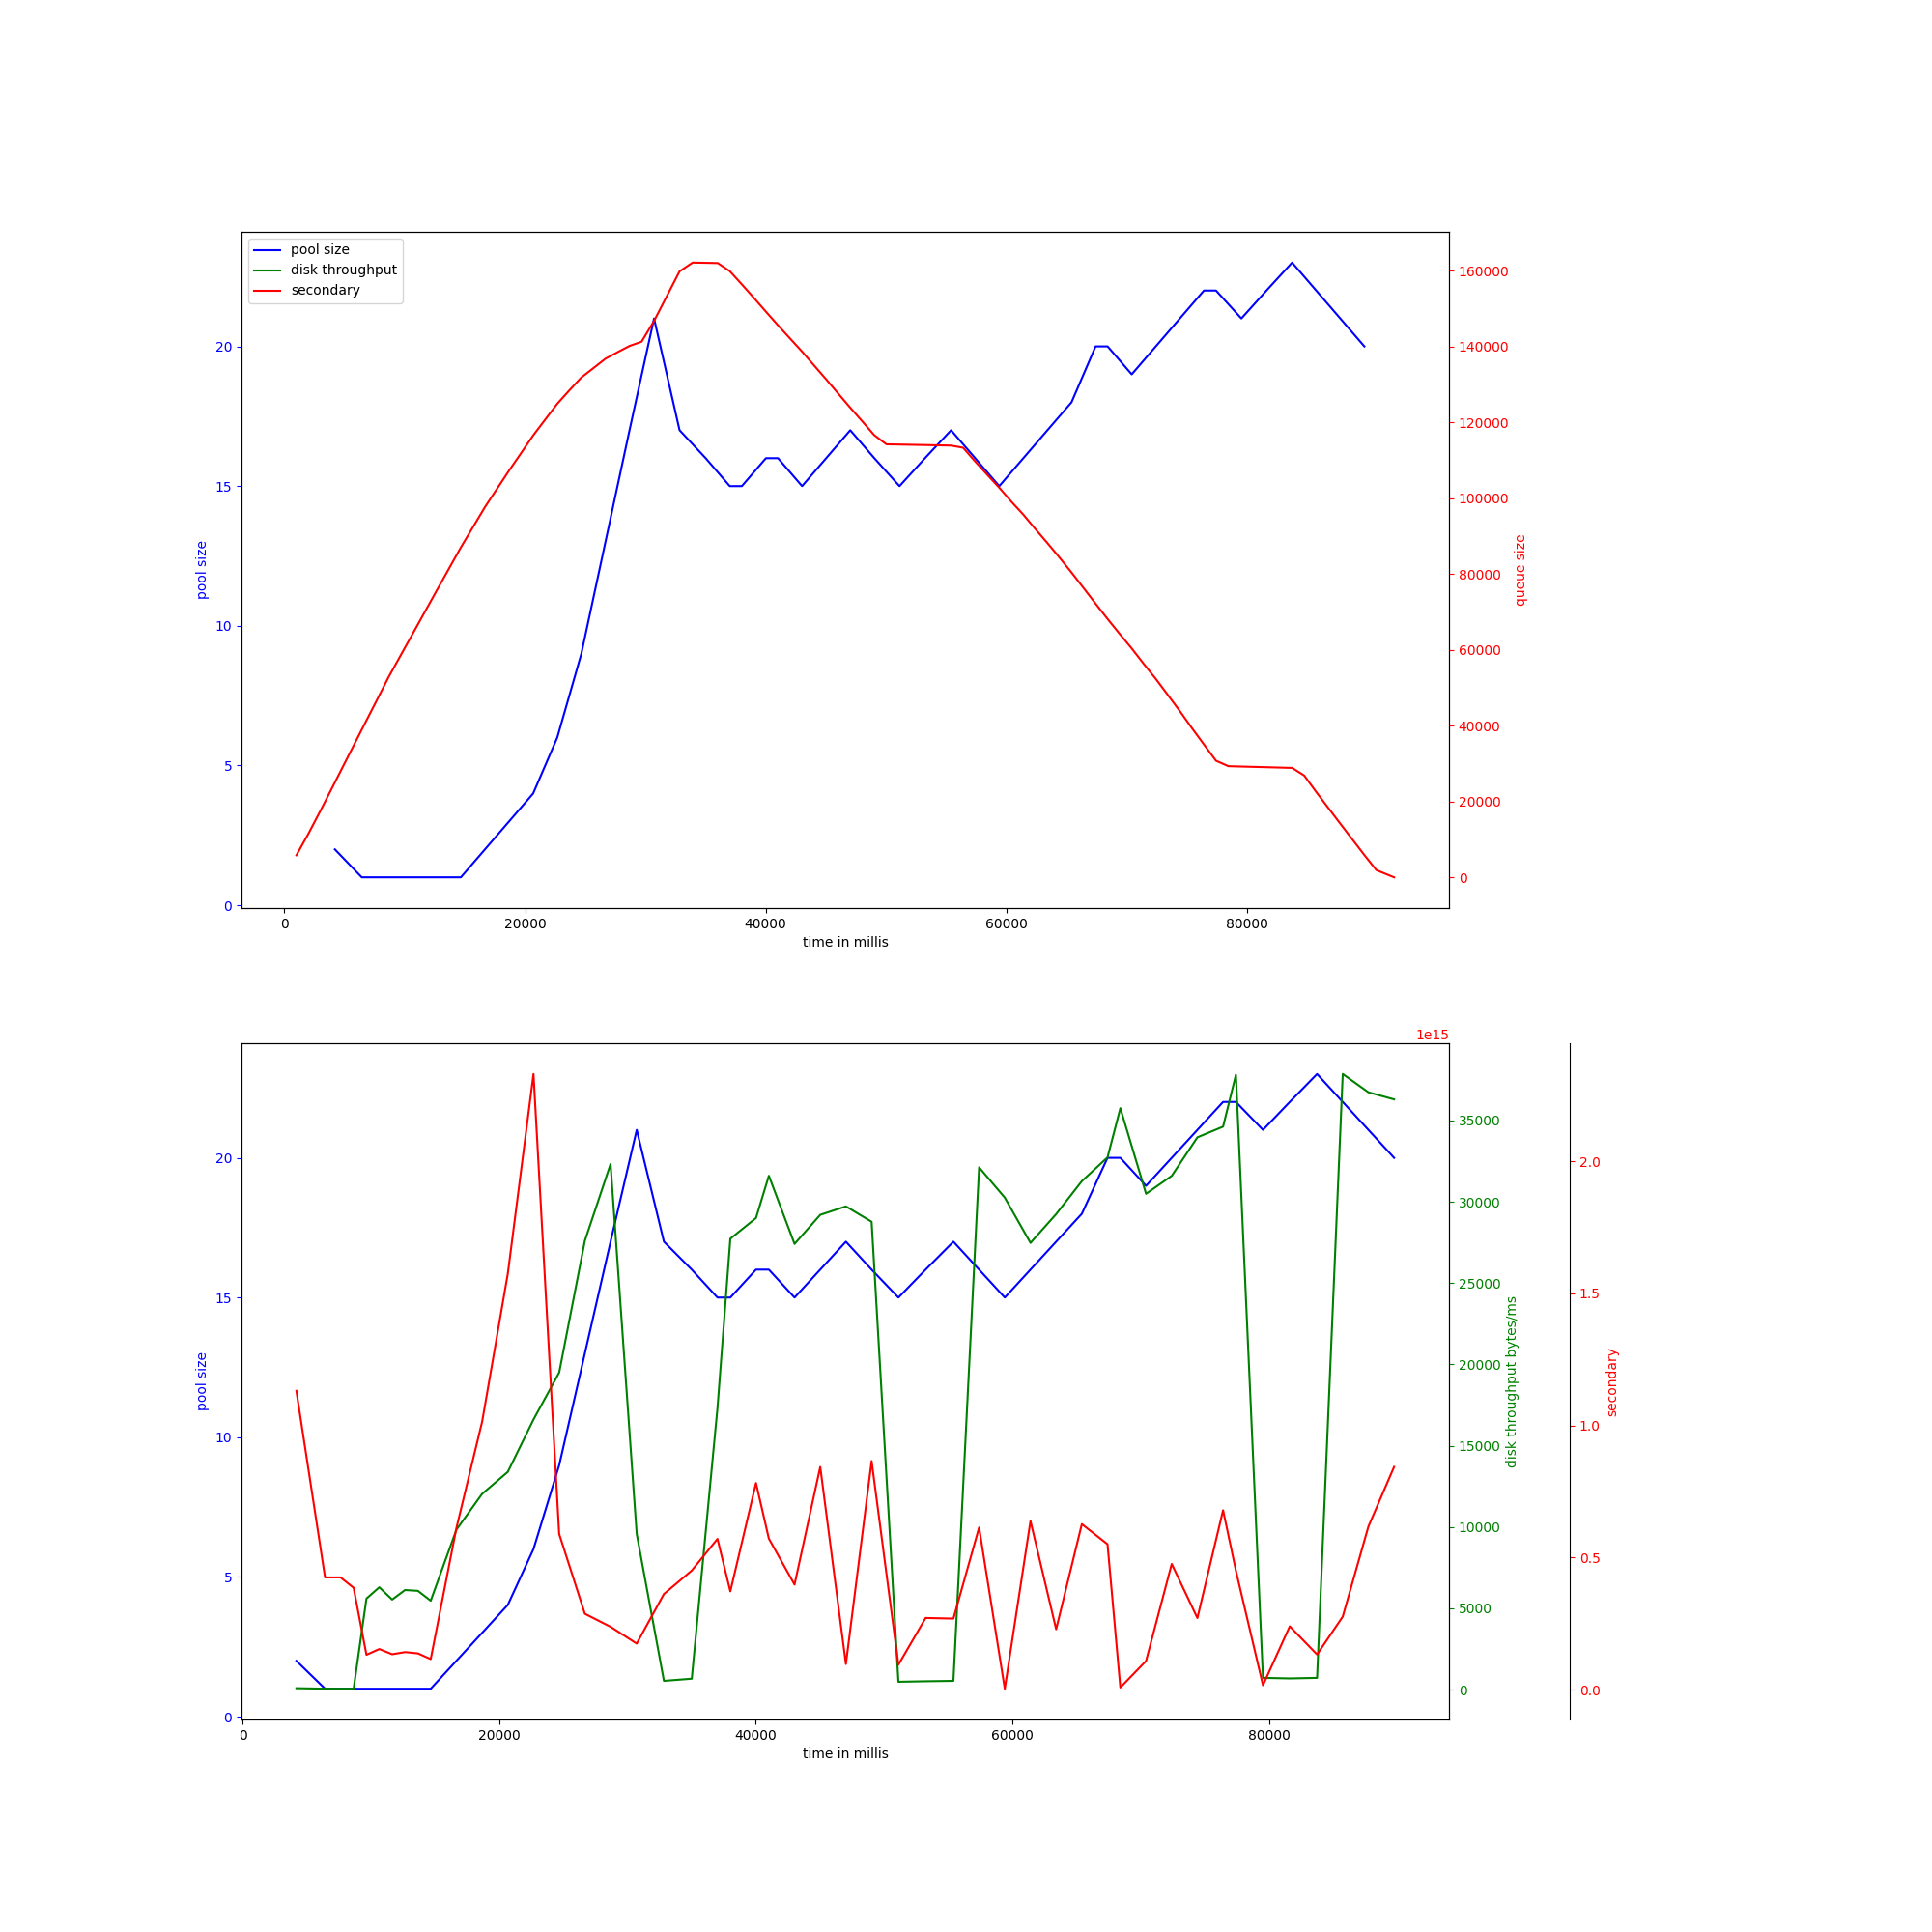 pool size
disk throughput
secondary
20
15
10
5
0
pool size
160000
140000
120000
100000
80000
60000
40000
20000
0
queue size
0 20000 40000 60000 80000
time in millis
1e15
20
15
10
5
0
pool size
35000
30000
25000
20000
15000
10000
5000
0
disk throughput bytes/ms
2.0
1.5
1.0
0.5
0.0
secondary
0 20000 40000 60000 80000
time in millis